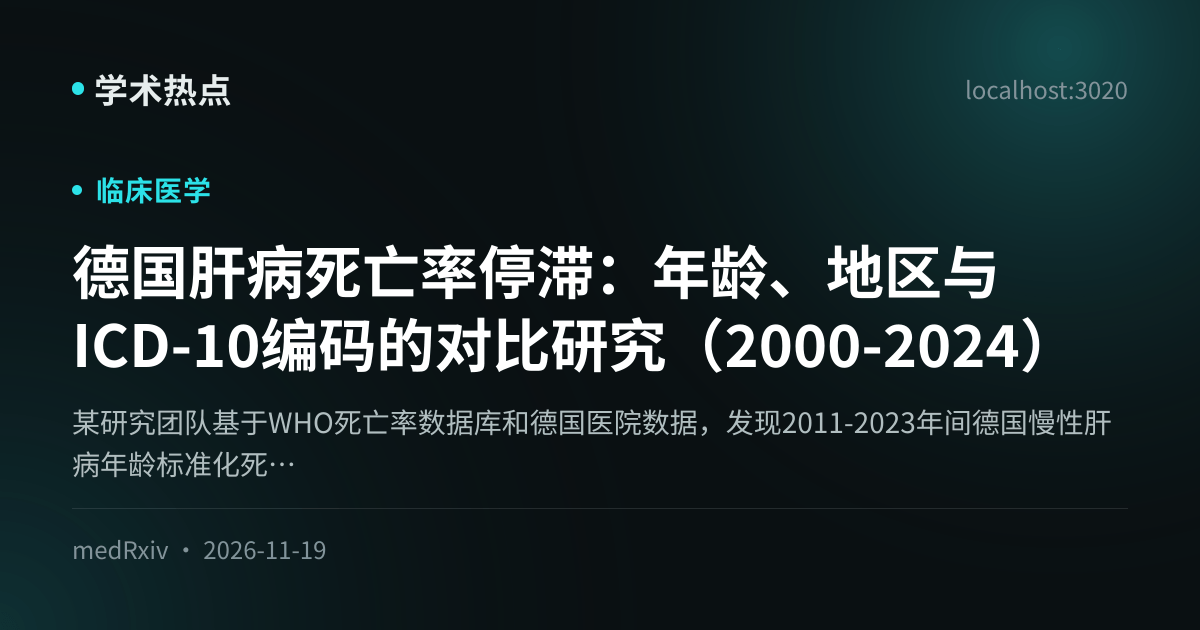 学术热点
localhost:3020
临床医学
德国肝病死亡率停滞：年龄、地区与
ICD-10编码的对比研究（2000-2024）
某研究团队基于WHO死亡率数据库和德国医院数据，发现2011-2023年间德国慢性肝
病年龄标准化死…
medRxiv · 2026-11-19